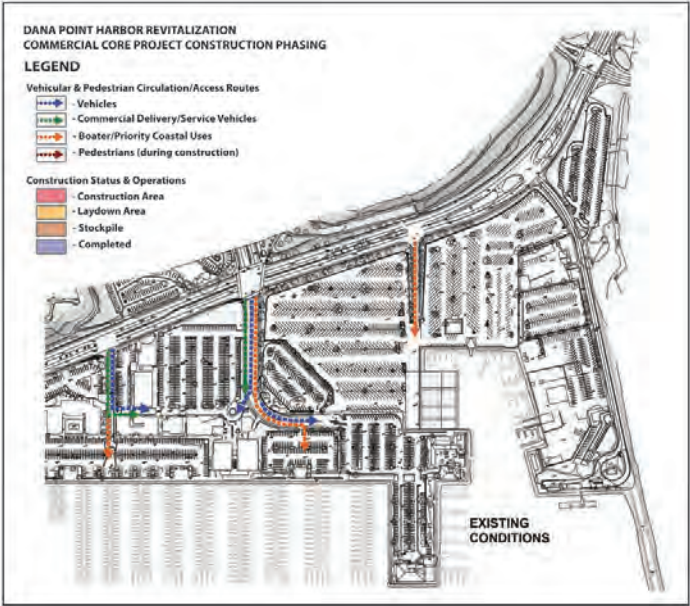 DANA POINT HARBOR REVITALIZATION
COMMERCIAL CORE PROJECT CONSTRUCTION PHASING
LEGEND
Vehicular & Pedestrian Circulation/Access Routes
- Vehicles
- Commercial Delivery/Service Vehicles
- Boater/Priority Coastal Uses
- Pedestrians (during construction)
Construction Status & Operations
- Construction Area
- Laydown Area
- Stockpile
- Completed
EXISTING
CONDITIONS